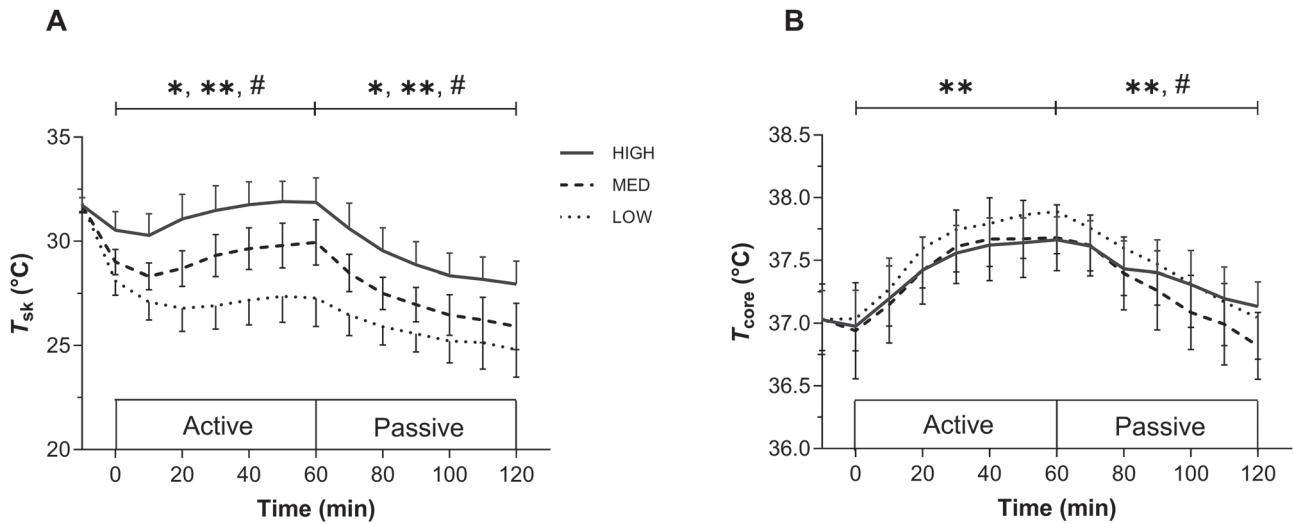 A
∗, ∗∗, #
∗, ∗∗, #
35
30
25
20
Tsk (°C)
HIGH
MED
LOW
Active
Passive
0
20
40
60
80
100
120
Time (min)
B
∗∗
∗∗, #
38.5
38.0
37.5
37.0
36.5
36.0
Tcore (°C)
Active
Passive
0
20
40
60
80
100
120
Time (min)